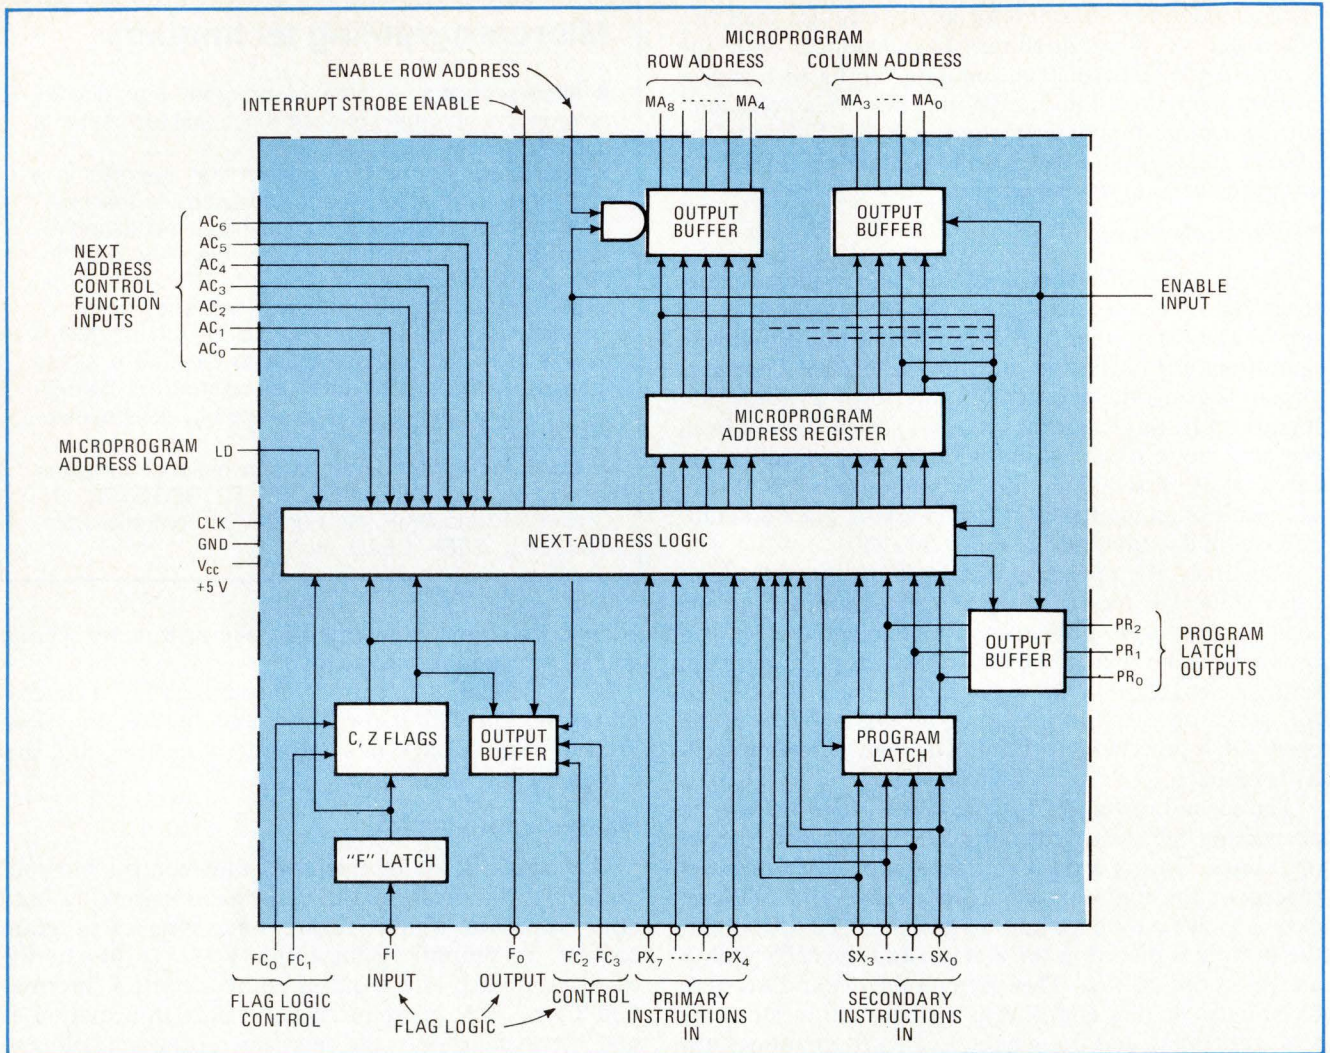 MICROPROGRAM
ROW ADDRESS
COLUMN ADDRESS
ENABLE ROW ADDRESS
INTERRUPT STROBE ENABLE
MA8 ----- MA4
MA3 ---- MA0
NEXT
ADDRESS
CONTROL
FUNCTION
INPUTS
AC6
AC5
AC4
AC3
AC2
AC1
AC0
OUTPUT
BUFFER
OUTPUT
BUFFER
ENABLE
INPUT
MICROPROGRAM
ADDRESS REGISTER
MICROPROGRAM
ADDRESS LOAD
LD
CLK
GND
VCC
+5 V
NEXT-ADDRESS LOGIC
OUTPUT
BUFFER
PR2
PR1
PR0
PROGRAM
LATCH
OUTPUTS
C, Z FLAGS
OUTPUT
BUFFER
PROGRAM
LATCH
"F" LATCH
FC0 FC1
FLAG LOGIC
CONTROL
FI
INPUT
F0
OUTPUT
FLAG LOGIC
FC2 FC3
CONTROL
PX7 ------- PX4
PRIMARY
INSTRUCTIONS
IN
SX3 ------- SX0
SECONDARY
INSTRUCTIONS
IN